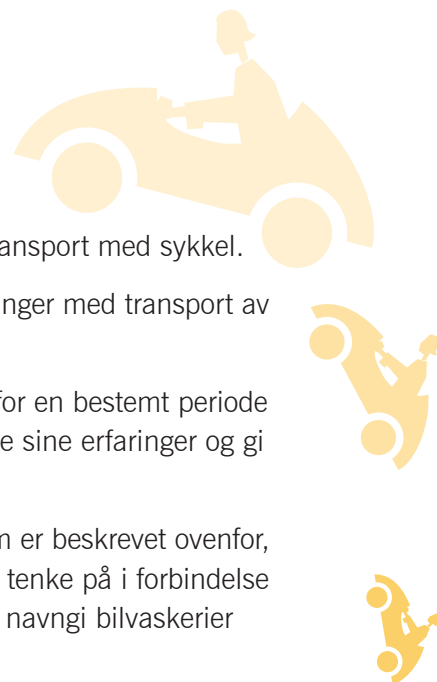 ansport med sykkel.
nger med transport av
for en bestemt periode
e sine erfaringer og gi
er beskrevet ovenfor,
tenke på i forbindelse
navngi bilvaskerier